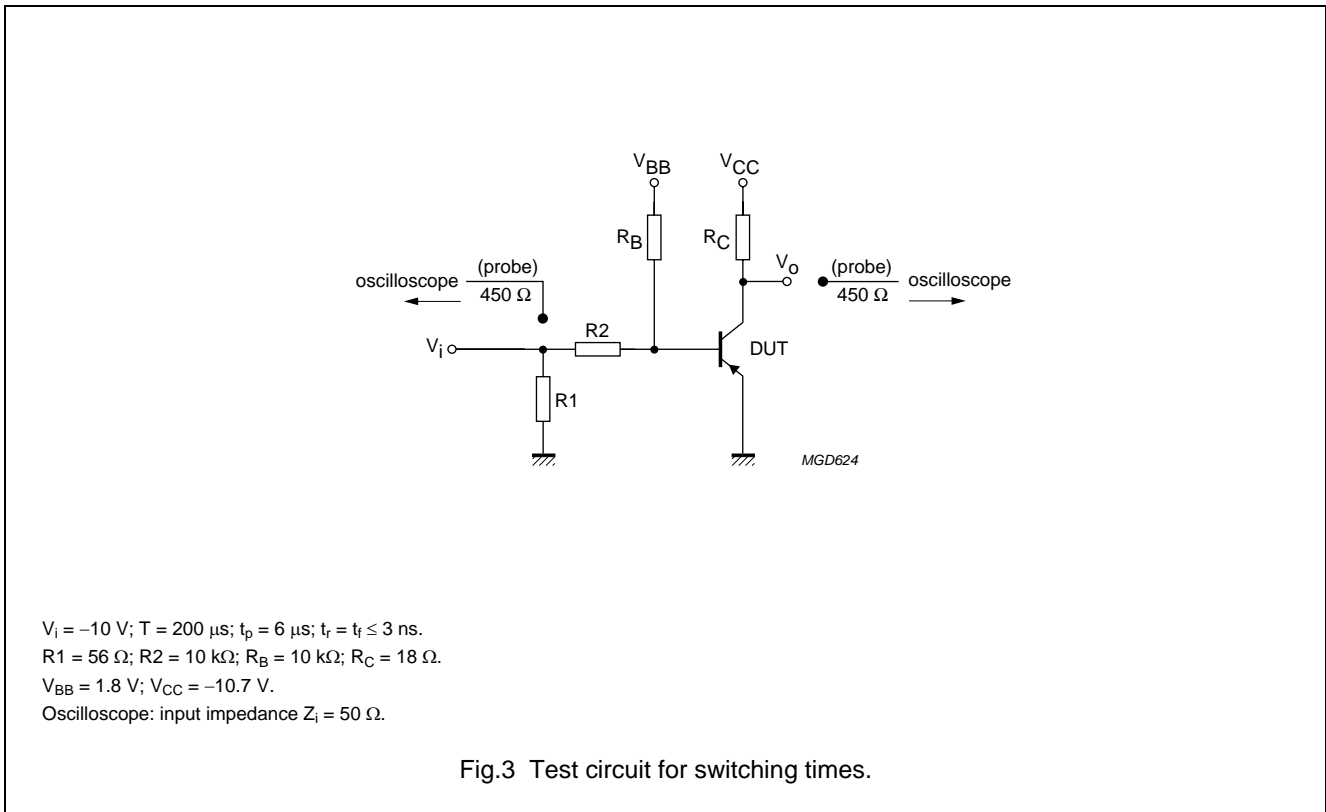 V_BB V_CC
R_B R_C
V_o
(probe) (probe)
oscilloscope oscilloscope
450 Ω 450 Ω
R2
V_i DUT
R1
MGD624
V_i = −10 V; T = 200 μs; t_p = 6 μs; t_r = t_f ≤ 3 ns.
R1 = 56 Ω; R2 = 10 kΩ; R_B = 10 kΩ; R_C = 18 Ω.
V_BB = 1.8 V; V_CC = −10.7 V.
Oscilloscope: input impedance Z_i = 50 Ω.
Fig.3 Test circuit for switching times.